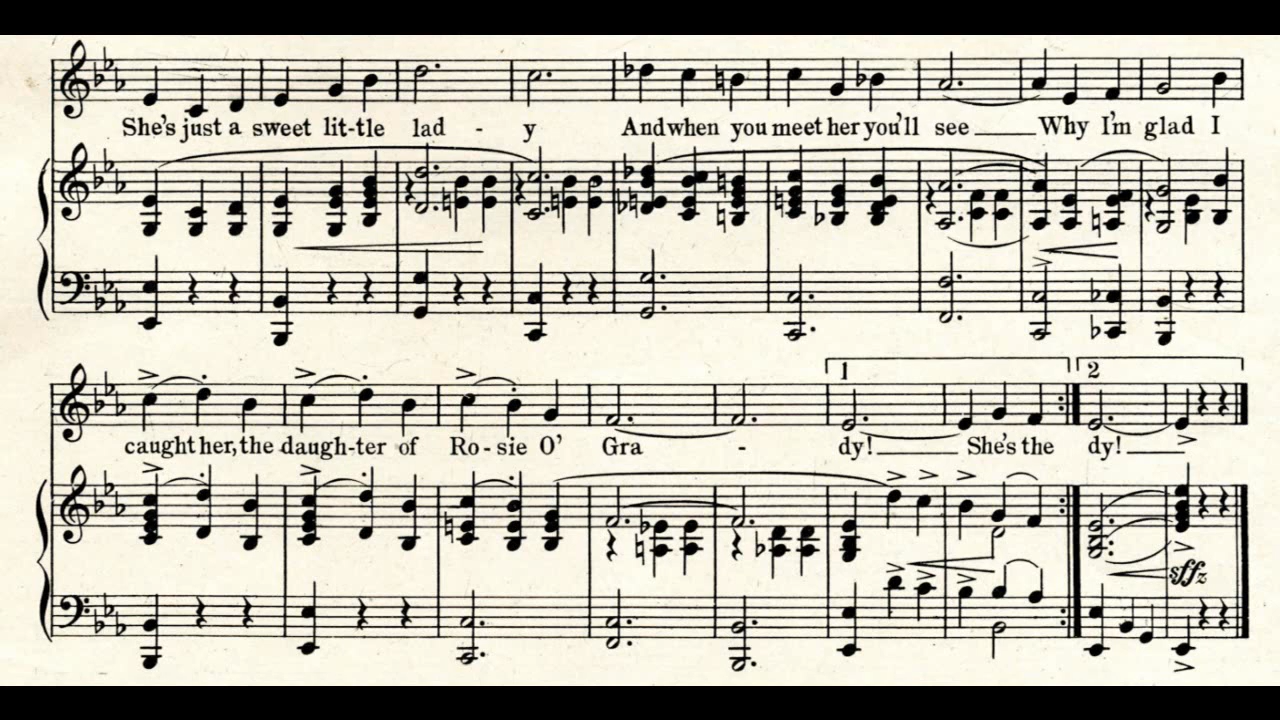 She's just a sweet lit-tle lad - y And when you meet her you'll see Why I'm glad I
1 2
caught her, the daugh-ter of Ro-sie O' Gra - dy! She's the dy!
sffz